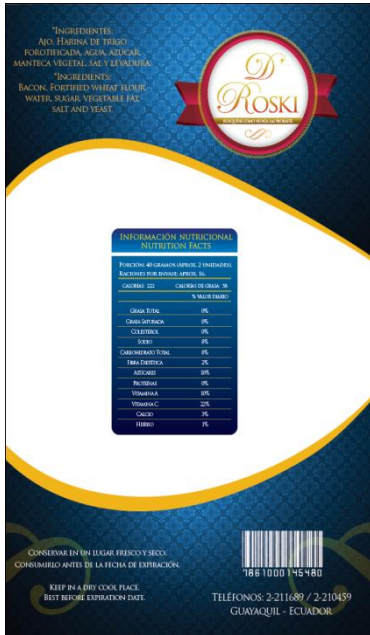 *INGREDIENTES:
AJO, HARINA DE TRIGO
FOROTIFICADA, AGUA, AZÚCAR,
MANTECA VEGETAL, SAL Y LEVADURA.
*INGREDIENTS:
BACON, FORTIFIED WHEAT FLOUR,
WATER, SUGAR, VEGETABLE FAT,
SALT AND YEAST.
D
ROSKI
INFORMACIÓN NUTRICIONAL
NUTRITION FACTS
PORCIÓN: 40 GRAMOS (APROX. 2 UNIDADES).
RACIONES POR ENVASE: APROX. 16.
CALORÍAS: 222 CALORÍAS DE GRASA: 58
% VALOR DIARIO
GRASA TOTAL 0%
GRASA SATURADA 0%
COLESTEROL 0%
SODIO 8%
CARBOHIDRATO TOTAL 8%
FIBRA DIETÉTICA 2%
AZÚCARES 10%
PROTEINAS 0%
VITAMINA A 10%
VITAMINA C 22%
CALCIO 3%
HIERRO 1%
CONSERVAR EN UN LUGAR FRESCO Y SECO.
CONSUMIRLO ANTES DE LA FECHA DE EXPIRACIÓN.
KEEP IN A DRY COOL PLACE.
BEST BEFORE EXPIRATION DATE.
7861000145480
TELÉFONOS: 2-211689 / 2-210459
GUAYAQUIL - ECUADOR